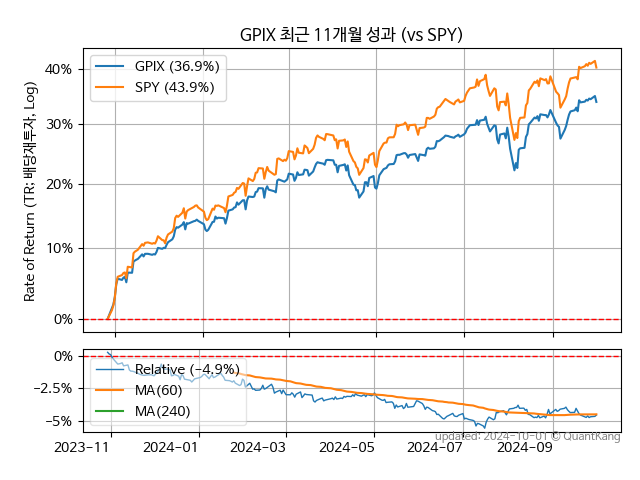 GPIX 최근 11개월 성과 (vs SPY)
Rate of Return (TR: 배당재투자, Log)
40%
30%
20%
10%
0%
GPIX (36.9%)
SPY (43.9%)
0%
−2.5%
−5%
Relative (−4.9%)
MA(60)
MA(240)
2023-11
2024-01
2024-03
2024-05
2024-07
2024-09
updated: 2024-10-01 © QuantKang